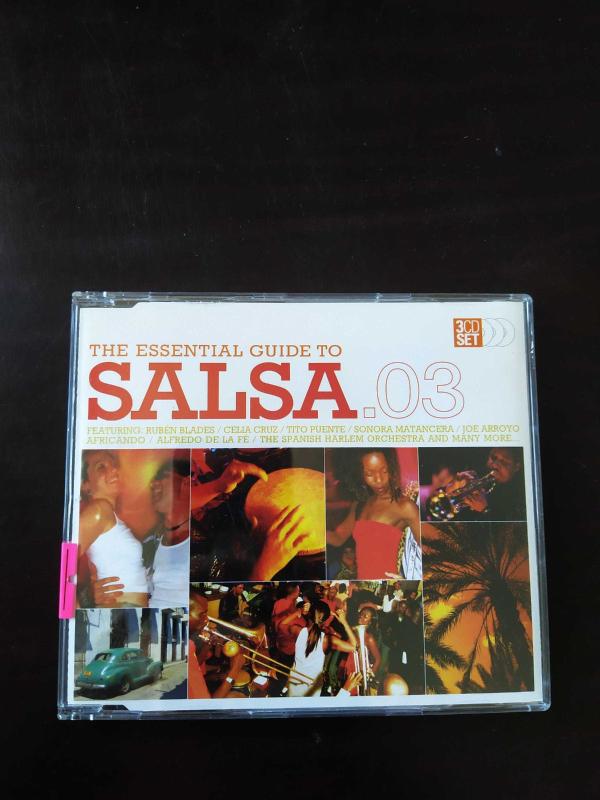 3CD
SET
THE ESSENTIAL GUIDE TO
SALSA.03
FEATURING: RUBÉN BLADES / CELIA CRUZ / TITO PUENTE / SONORA MATANCERA / JOE ARROYO
AFRICANDO / ALFREDO DE LA FÉ / THE SPANISH HARLEM ORCHESTRA AND MANY MORE...